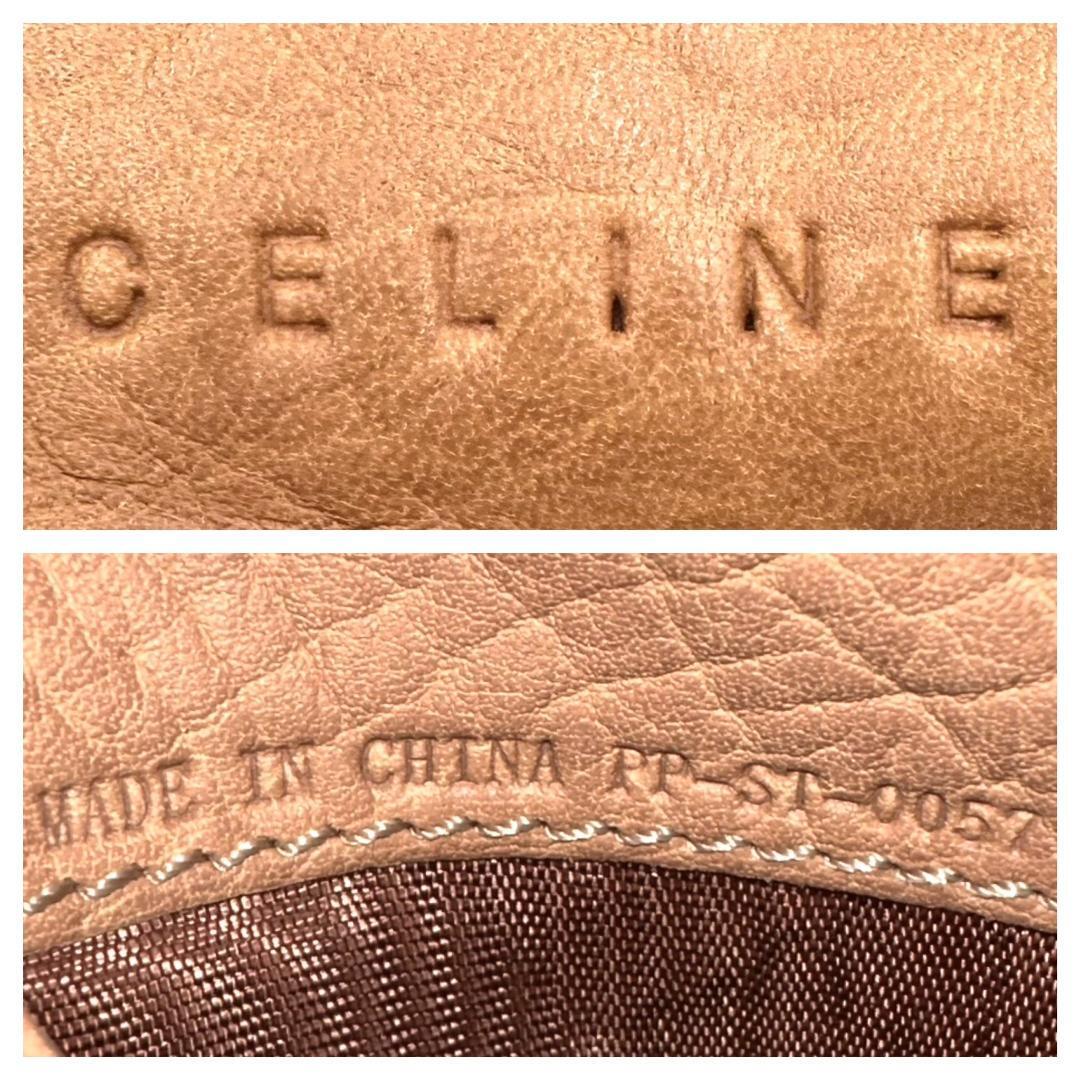 CELINE
MADE IN CHINA PP-ST-0057